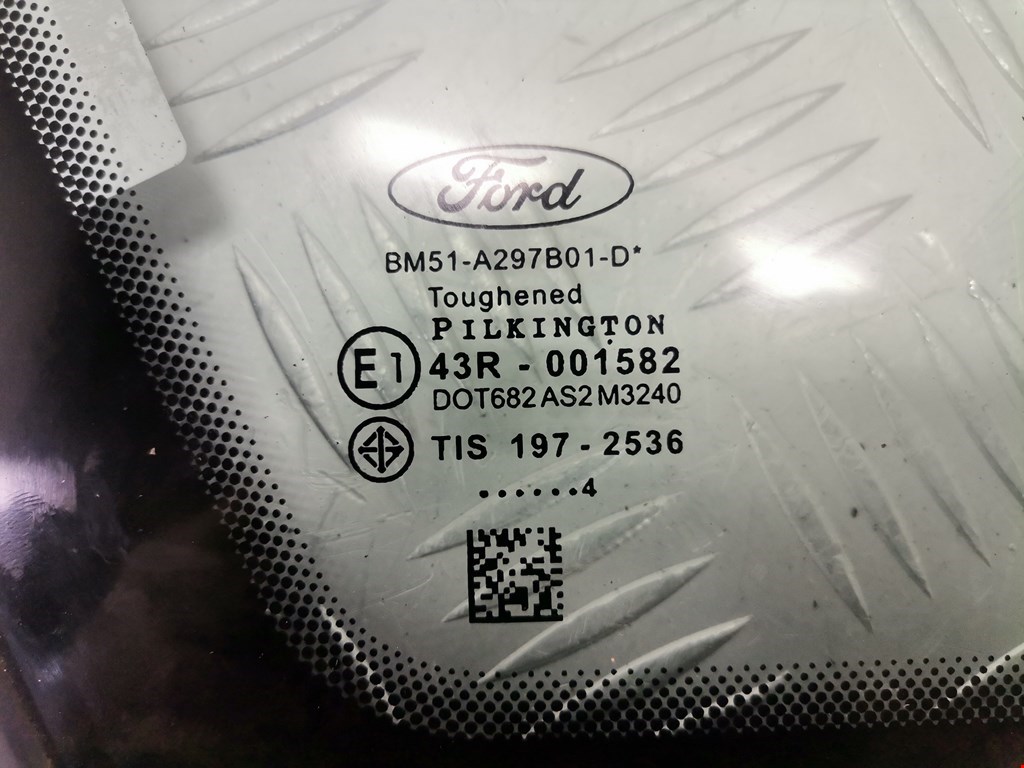 Ford
BM51-A297B01-D*
Toughened
PILKINGTON
E1 43R - 001582
DOT682 AS2 M3240
TIS 197 - 2536
......4